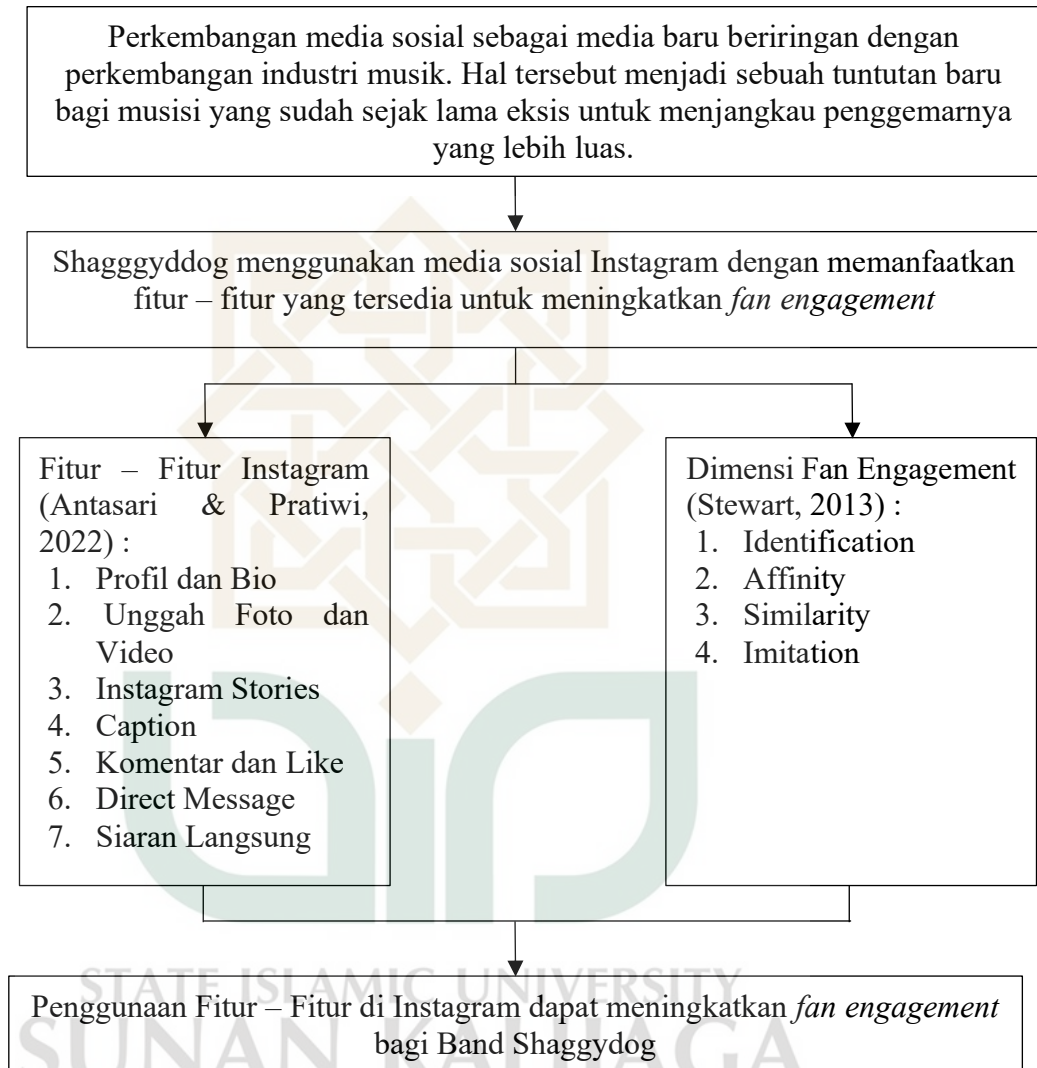 Perkembangan media sosial sebagai media baru beriringan dengan
perkembangan industri musik. Hal tersebut menjadi sebuah tuntutan baru
bagi musisi yang sudah sejak lama eksis untuk menjangkau penggemarnya
yang lebih luas.
Shagggyddog menggunakan media sosial Instagram dengan memanfaatkan
fitur – fitur yang tersedia untuk meningkatkan fan engagement
Fitur – Fitur Instagram
(Antasari & Pratiwi,
2022) :
1. Profil dan Bio
2. Unggah Foto dan
Video
3. Instagram Stories
4. Caption
5. Komentar dan Like
6. Direct Message
7. Siaran Langsung
Dimensi Fan Engagement
(Stewart, 2013) :
1. Identification
2. Affinity
3. Similarity
4. Imitation
STATE ISLAMIC UNIVERSITY
SUNAN KALIJAGA
Penggunaan Fitur – Fitur di Instagram dapat meningkatkan fan engagement
bagi Band Shaggydog